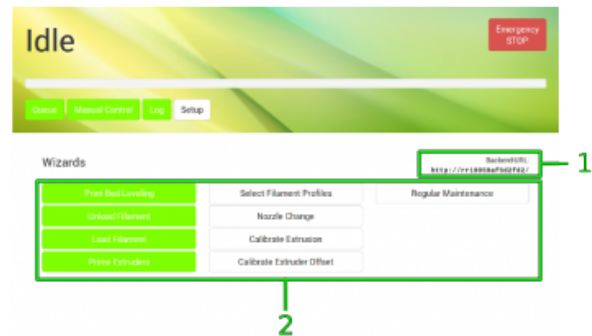 Idle
Emergency
STOP
Queue
Manual Control
Log
Setup
Wizards
BackendURL:
1
Print Bed Leveling
Select Filament Profiles
Regular Maintenance
Unload Filament
Nozzle Change
Load Filament
Calibrate Extrusion
Prime Extruders
Calibrate Extruder Offset
2